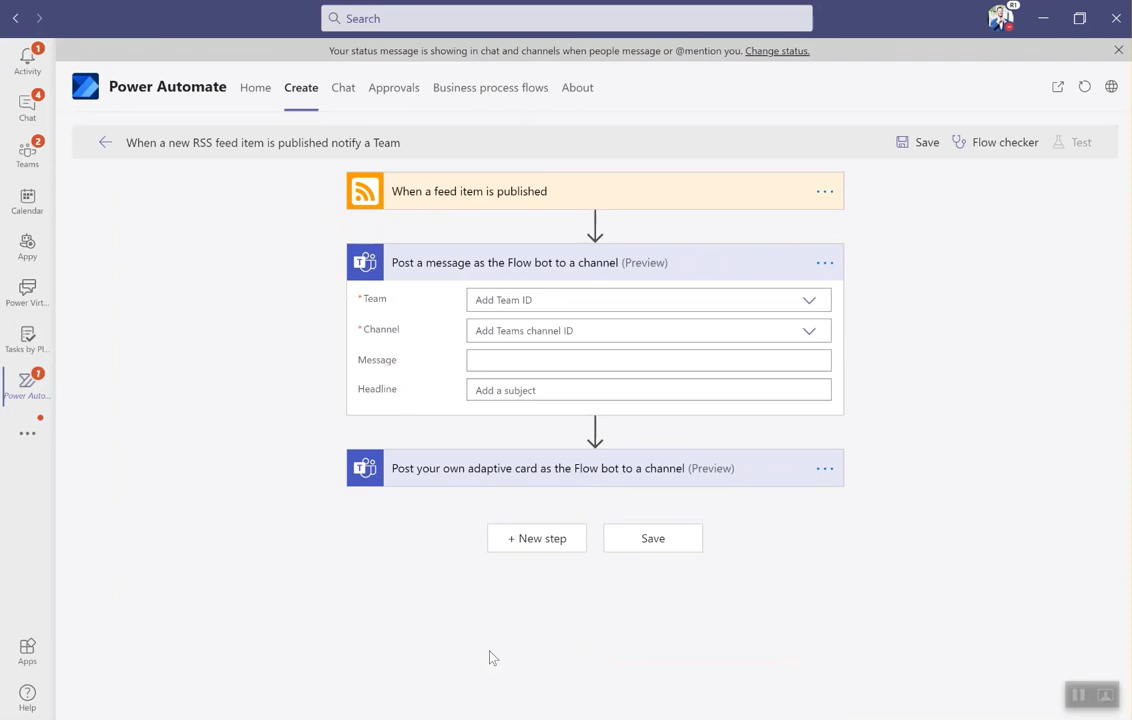 Search
R1
Your status message is showing in chat and channels when people message or @mention you. Change status.
1
Activity
4
Chat
2
Teams
Calendar
Appy
Power Virt...
Tasks by Pl...
1
Power Auto...
Apps
Help
Power Automate
Home
Create
Chat
Approvals
Business process flows
About
When a new RSS feed item is published notify a Team
Save
Flow checker
Test
When a feed item is published
Post a message as the Flow bot to a channel (Preview)
* Team
Add Team ID
* Channel
Add Teams channel ID
Message
Headline
Add a subject
Post your own adaptive card as the Flow bot to a channel (Preview)
+ New step
Save